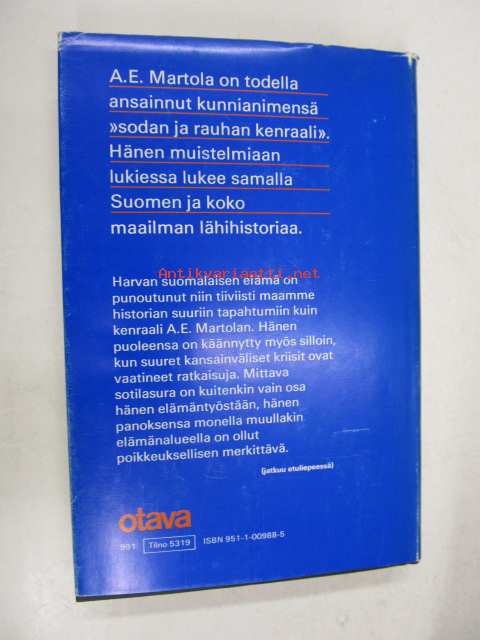 A.E. Martola on todella
ansainnut kunnianimensä
»sodan ja rauhan kenraali».
Hänen muistelmiaan
lukiessa lukee samalla
Suomen ja koko
maailman lähihistoriaa.
Antikvariaatti.net
Harvan suomalaisen elämä on
punoutunut niin tiiviisti maamme
historian suuriin tapahtumiin kuin
kenraali A.E. Martolan. Hänen
puoleensa on käännytty myös silloin,
kun suuret kansainväliset kriisit ovat
vaatineet ratkaisuja. Mittava
sotilasura on kuitenkin vain osa
hänen elämäntyöstään, hänen
panoksensa monella muullakin
elämänalueella on ollut
poikkeuksellisen merkittävä.
(jatkuu etuliepeessä)
otava
991 Tilno 5319 ISBN 951-1-00988-5